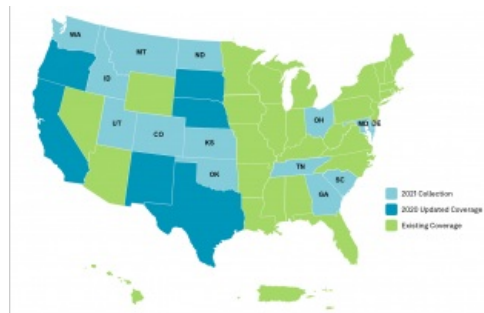 WA
MT
ND
ID
UT
CO
KS
OK
OH
MD DE
TN
SC
GA
2021 Collection
2020 Updated Coverage
Existing Coverage